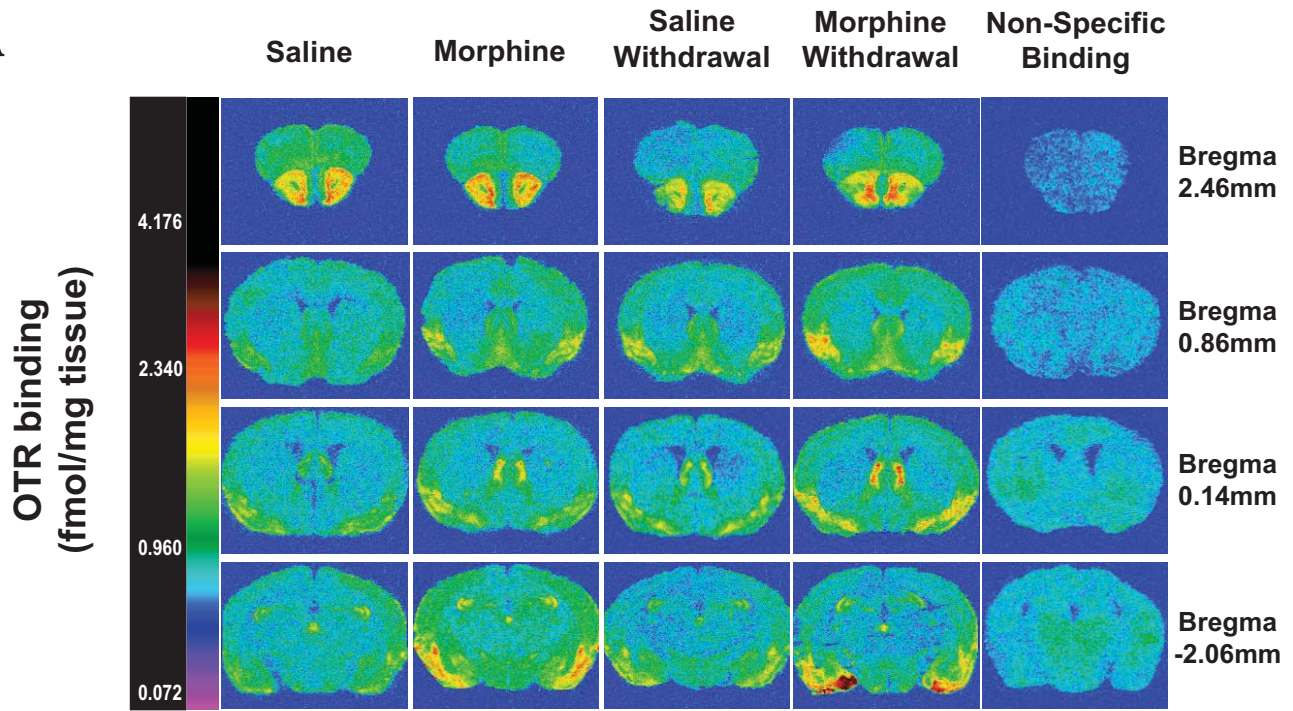 Saline
Morphine
Saline
Withdrawal
Morphine
Withdrawal
Non-Specific
Binding
OTR binding
(fmol/mg tissue)
4.176
2.340
0.960
0.072
Bregma
2.46mm
Bregma
0.86mm
Bregma
0.14mm
Bregma
-2.06mm